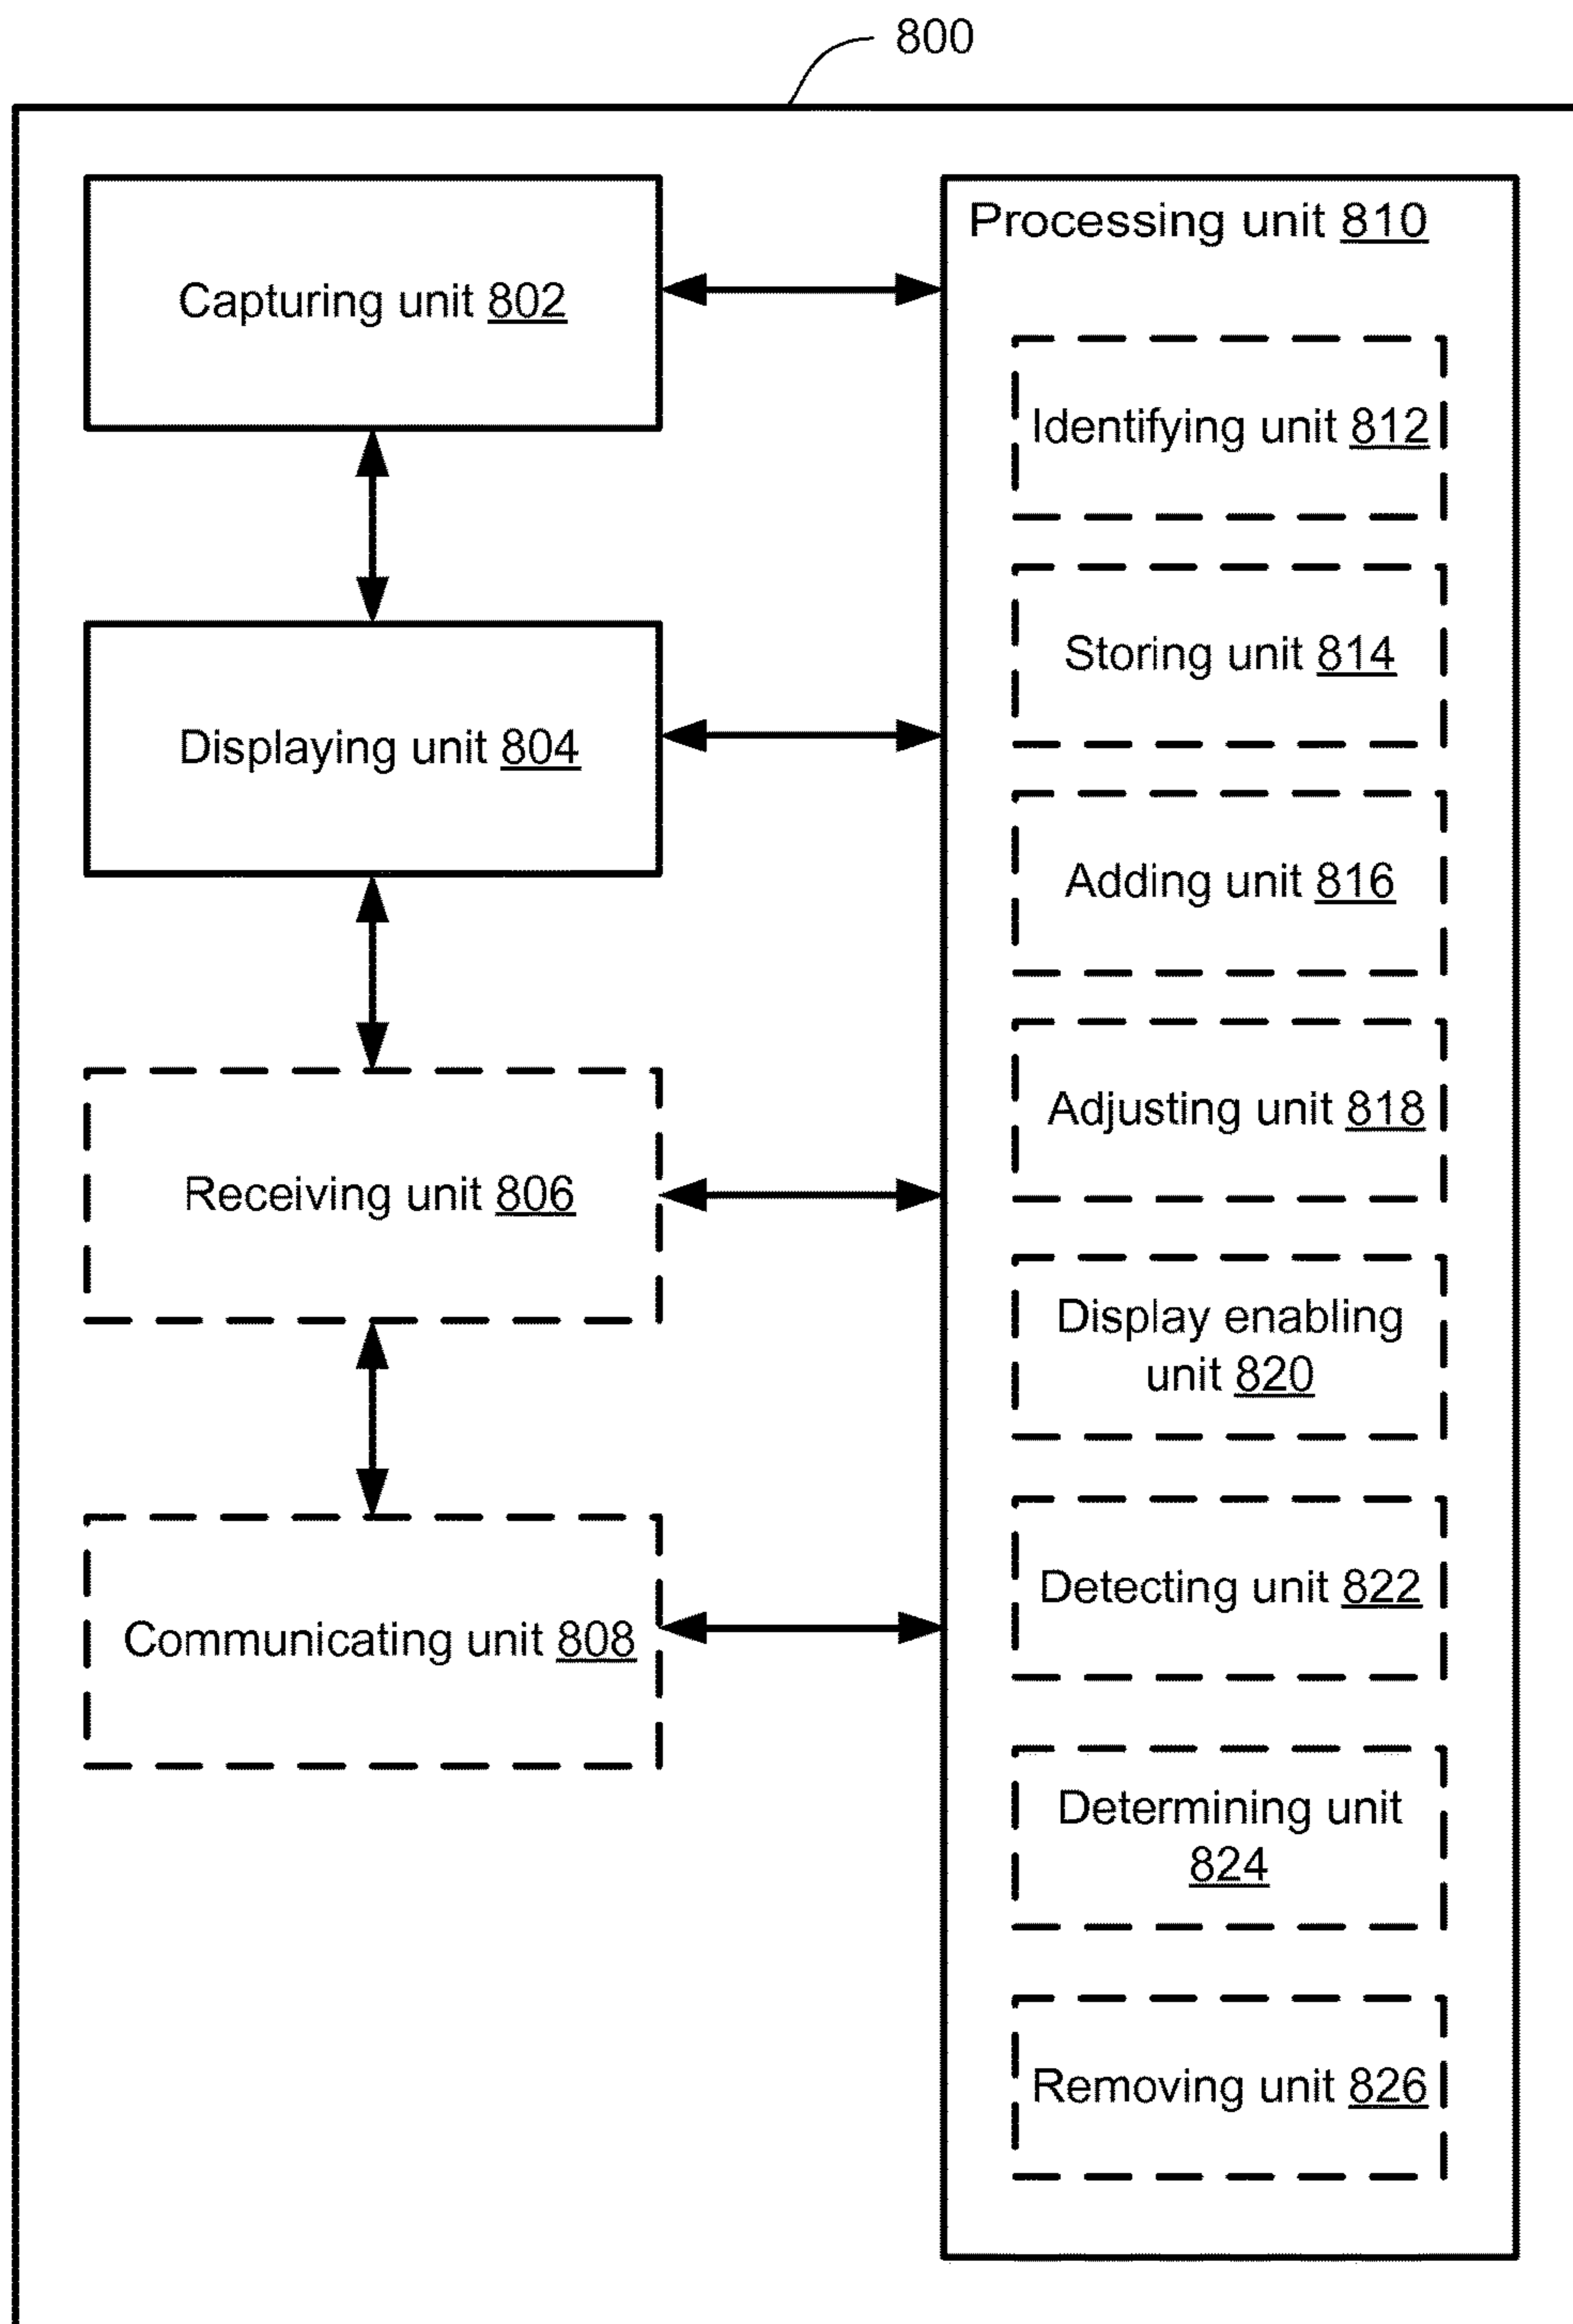 800
Capturing unit 802
Displaying unit 804
Receiving unit 806
Communicating unit 808
Processing unit 810
Identifying unit 812
Storing unit 814
Adding unit 816
Adjusting unit 818
Display enabling
unit 820
Detecting unit 822
Determining unit
824
Removing unit 826